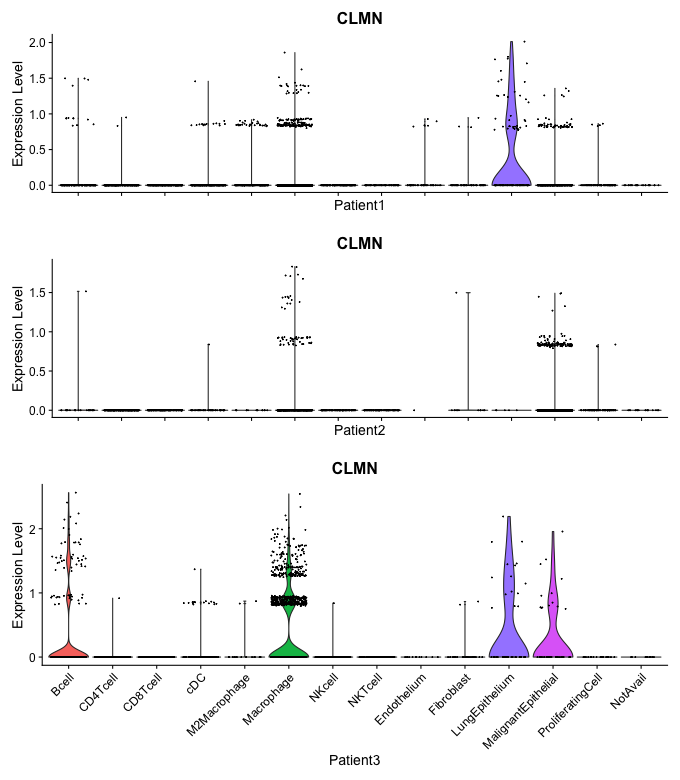 CLMN
Expression Level
2.0
1.5
1.0
0.5
0.0
Patient1
CLMN
Expression Level
1.5
1.0
0.5
0.0
Patient2
CLMN
Expression Level
2
1
0
Bcell
CD4Tcell
CD8Tcell
cDC
M2Macrophage
Macrophage
NKcell
NKTcell
Endothelium
Fibroblast
LungEpithelium
MalignantEpithelial
ProliferatingCell
NotAvail
Patient3